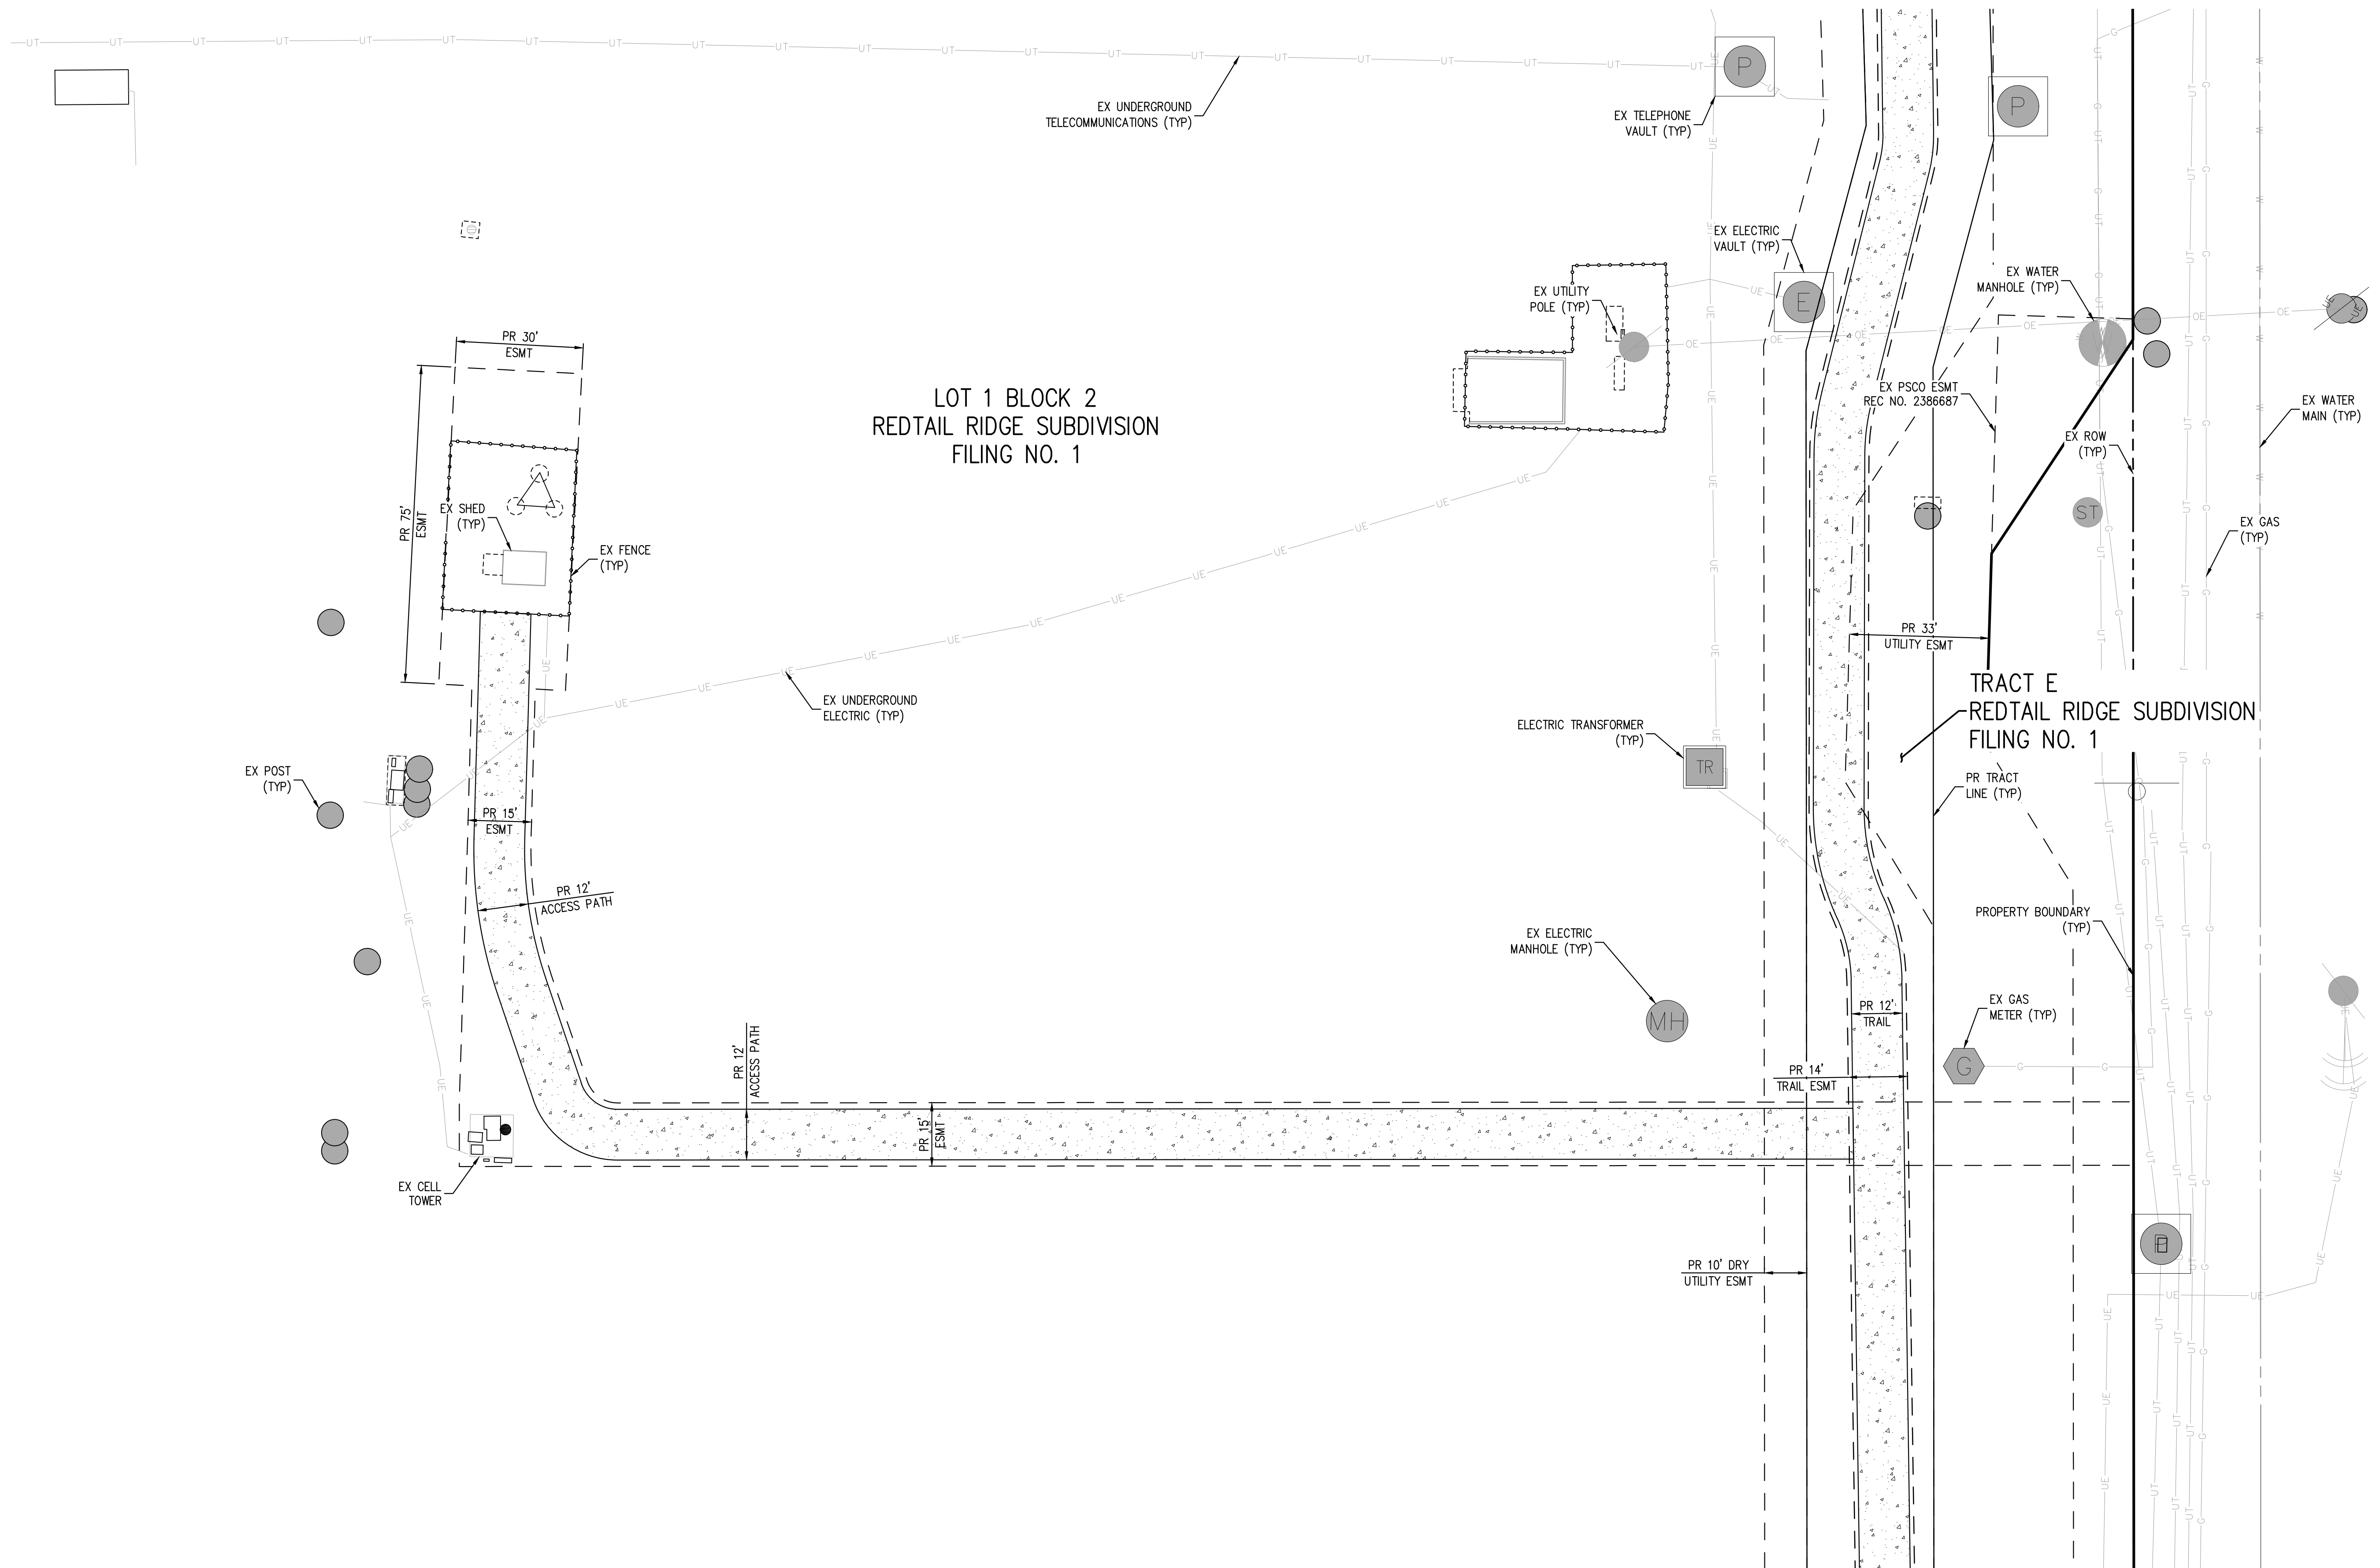 EX UNDERGROUND
TELECOMMUNICATIONS (TYP)
EX TELEPHONE
VAULT (TYP)
P
P
EX ELECTRIC
VAULT (TYP)
E
EX UTILITY
POLE (TYP)
EX WATER
MANHOLE (TYP)
PR 30'
ESMT
LOT 1 BLOCK 2
REDTAIL RIDGE SUBDIVISION
FILING NO. 1
EX PSCO ESMT
REC NO. 2386687
EX ROW
(TYP)
EX WATER
MAIN (TYP)
PR 75'
ESMT
EX SHED
(TYP)
EX FENCE
(TYP)
ST
EX GAS
(TYP)
PR 33'
UTILITY ESMT
TRACT E
REDTAIL RIDGE SUBDIVISION
FILING NO. 1
EX UNDERGROUND
ELECTRIC (TYP)
ELECTRIC TRANSFORMER
(TYP)
TR
EX POST
(TYP)
PR TRACT
LINE (TYP)
PR 15'
ESMT
PR 12'
ACCESS PATH
PROPERTY BOUNDARY
(TYP)
EX ELECTRIC
MANHOLE (TYP)
MH
PR 12'
TRAIL
EX GAS
METER (TYP)
G
PR 12'
ACCESS PATH
PR 14'
TRAIL ESMT
PR 15'
ESMT
EX CELL
TOWER
PR 10' DRY
UTILITY ESMT
UT
UE
OE
G
W